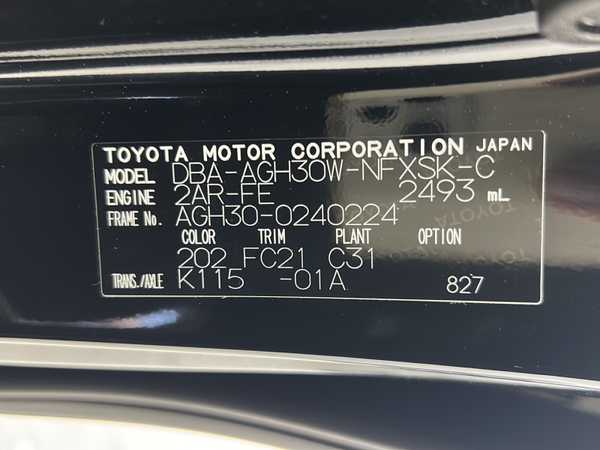 TOYOTA MOTOR CORPORATION JAPAN
MODEL DBA-AGH30W-NFXSK-C
ENGINE 2AR-FE 2493 mL
FRAME No. AGH30-0240224
COLOR TRIM PLANT OPTION
202 FC21 C31
TRANS./AXLE K115 -01A 827